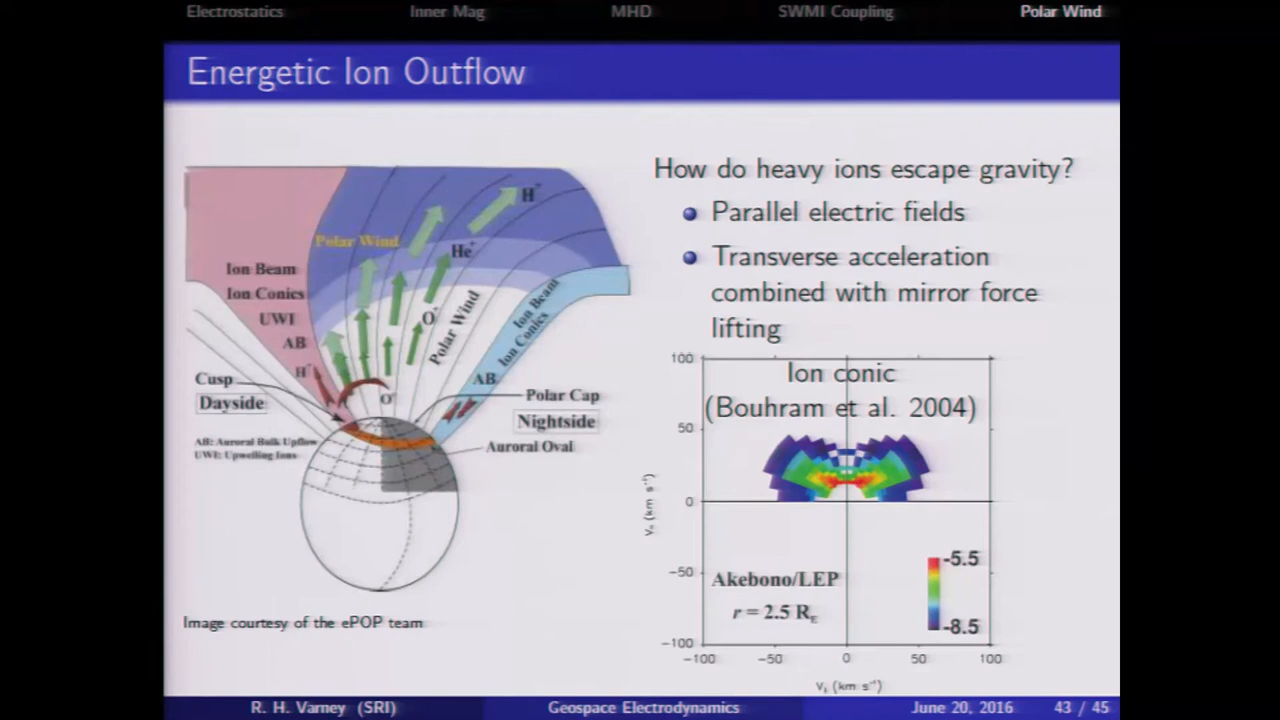 Electrostatics Inner Mag MHD SWMI Coupling Polar Wind
Energetic Ion Outflow
How do heavy ions escape gravity?
Parallel electric fields
Transverse acceleration
combined with mirror force
lifting
H+
Polar Wind
He+
Ion Beam
Ion Conics
UWI
AB
H+
O+
Polar Wind
Ion Beam
Ion Conics
AB
Cusp
Dayside
O+
Polar Cap
Nightside
AB: Auroral Bulk Upflow
UWI: Upwelling Ions
Auroral Oval
Image courtesy of the ePOP team
Ion conic
(Bouhram et al. 2004)
100
50
0
-50
-100
Akebono/LEP
r = 2.5 RE
-5.5
-8.5
-100 -50 0 50 100
R. H. Varney (SRI) Geospace Electrodynamics June 20, 2016 43 / 45